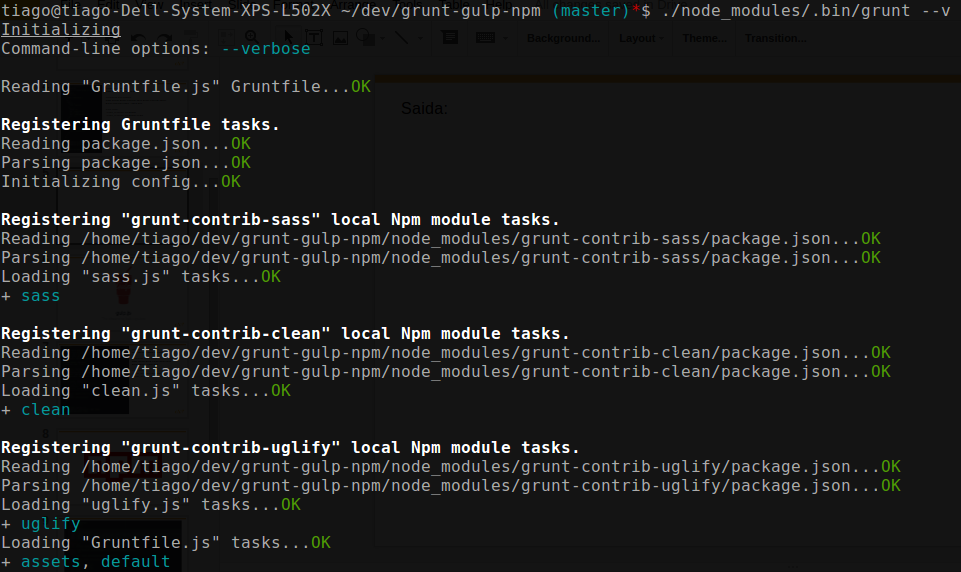 tiago@tiago-Dell-System-XPS-L502X ~/dev/grunt-gulp-npm (master)*$ ./node_modules/.bin/grunt --v
Initializing
Command-line options: --verbose
Background... Layout Theme... Transition...
Reading "Gruntfile.js" Gruntfile...OK
Saida:
Registering Gruntfile tasks.
Reading package.json...OK
Parsing package.json...OK
Initializing config...OK
Registering "grunt-contrib-sass" local Npm module tasks.
Reading /home/tiago/dev/grunt-gulp-npm/node_modules/grunt-contrib-sass/package.json...OK
Parsing /home/tiago/dev/grunt-gulp-npm/node_modules/grunt-contrib-sass/package.json...OK
Loading "sass.js" tasks...OK
+ sass
Registering "grunt-contrib-clean" local Npm module tasks.
Reading /home/tiago/dev/grunt-gulp-npm/node_modules/grunt-contrib-clean/package.json...OK
Parsing /home/tiago/dev/grunt-gulp-npm/node_modules/grunt-contrib-clean/package.json...OK
Loading "clean.js" tasks...OK
+ clean
Registering "grunt-contrib-uglify" local Npm module tasks.
Reading /home/tiago/dev/grunt-gulp-npm/node_modules/grunt-contrib-uglify/package.json...OK
Parsing /home/tiago/dev/grunt-gulp-npm/node_modules/grunt-contrib-uglify/package.json...OK
Loading "uglify.js" tasks...OK
+ uglify
Loading "Gruntfile.js" tasks...OK
+ assets, default